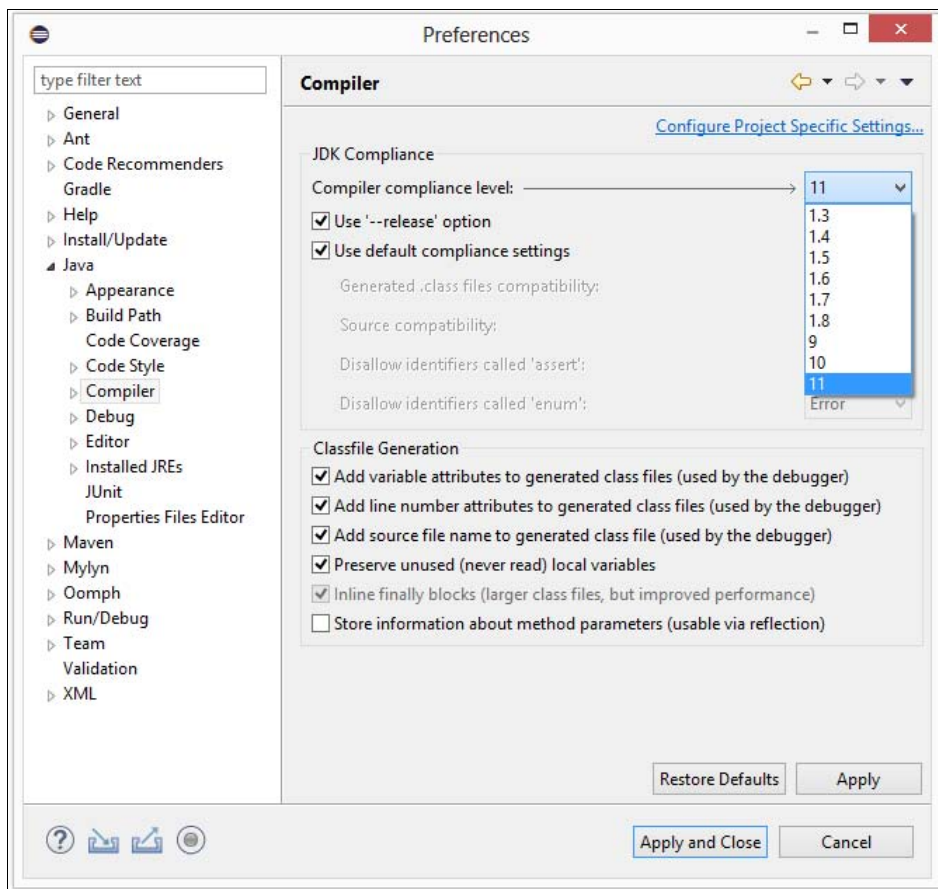 Preferences
type filter text
General
Ant
Code Recommenders
Gradle
Help
Install/Update
Java
Appearance
Build Path
Code Coverage
Code Style
Compiler
Debug
Editor
Installed JREs
JUnit
Properties Files Editor
Maven
Mylyn
Oomph
Run/Debug
Team
Validation
XML
Compiler
Configure Project Specific Settings...
JDK Compliance
Compiler compliance level: 11
1.3
1.4
1.5
1.6
1.7
1.8
9
10
11
Use '--release' option
Use default compliance settings
Generated .class files compatibility:
Source compatibility:
Disallow identifiers called 'assert':
Disallow identifiers called 'enum': Error
Classfile Generation
Add variable attributes to generated class files (used by the debugger)
Add line number attributes to generated class files (used by the debugger)
Add source file name to generated class file (used by the debugger)
Preserve unused (never read) local variables
Inline finally blocks (larger class files, but improved performance)
Store information about method parameters (usable via reflection)
Restore Defaults Apply
Apply and Close Cancel